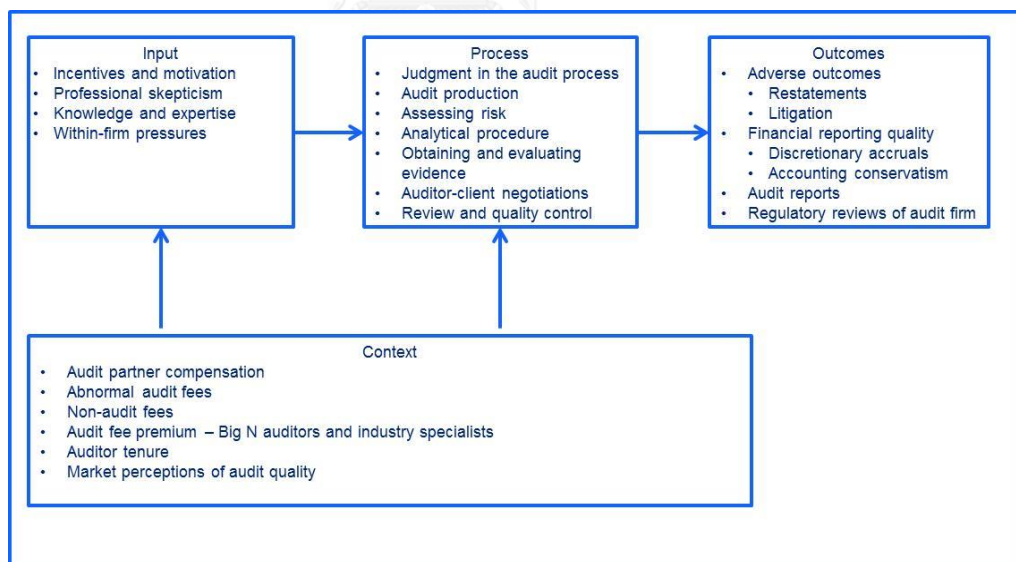 Input
• Incentives and motivation
• Professional skepticism
• Knowledge and expertise
• Within-firm pressures
Process
• Judgment in the audit process
• Audit production
• Assessing risk
• Analytical procedure
• Obtaining and evaluating
evidence
• Auditor-client negotiations
• Review and quality control
Outcomes
• Adverse outcomes
• Restatements
• Litigation
• Financial reporting quality
• Discretionary accruals
• Accounting conservatism
• Audit reports
• Regulatory reviews of audit firm
Context
• Audit partner compensation
• Abnormal audit fees
• Non-audit fees
• Audit fee premium – Big N auditors and industry specialists
• Auditor tenure
• Market perceptions of audit quality